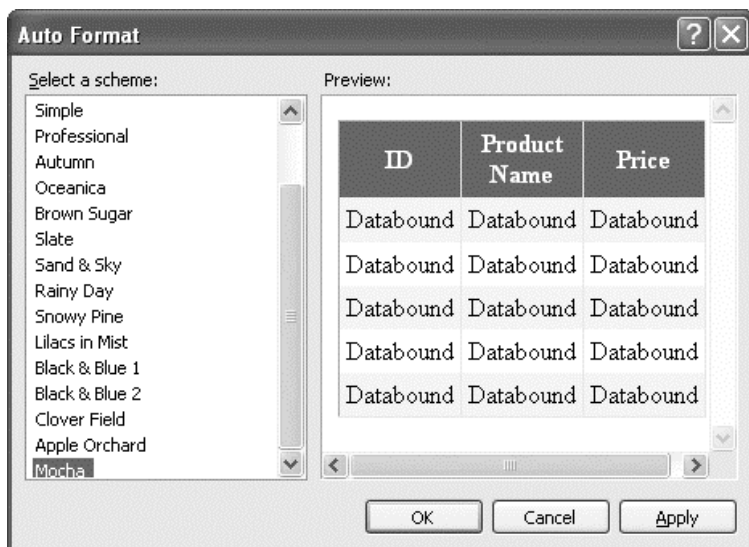 Auto Format
Select a scheme:
Preview:
Simple
Professional
Autumn
Oceanica
Brown Sugar
Slate
Sand & Sky
Rainy Day
Snowy Pine
Lilacs in Mist
Black & Blue 1
Black & Blue 2
Clover Field
Apple Orchard
Mocha
ID Product Name Price
Databound Databound Databound
Databound Databound Databound
Databound Databound Databound
Databound Databound Databound
Databound Databound Databound
OK Cancel Apply